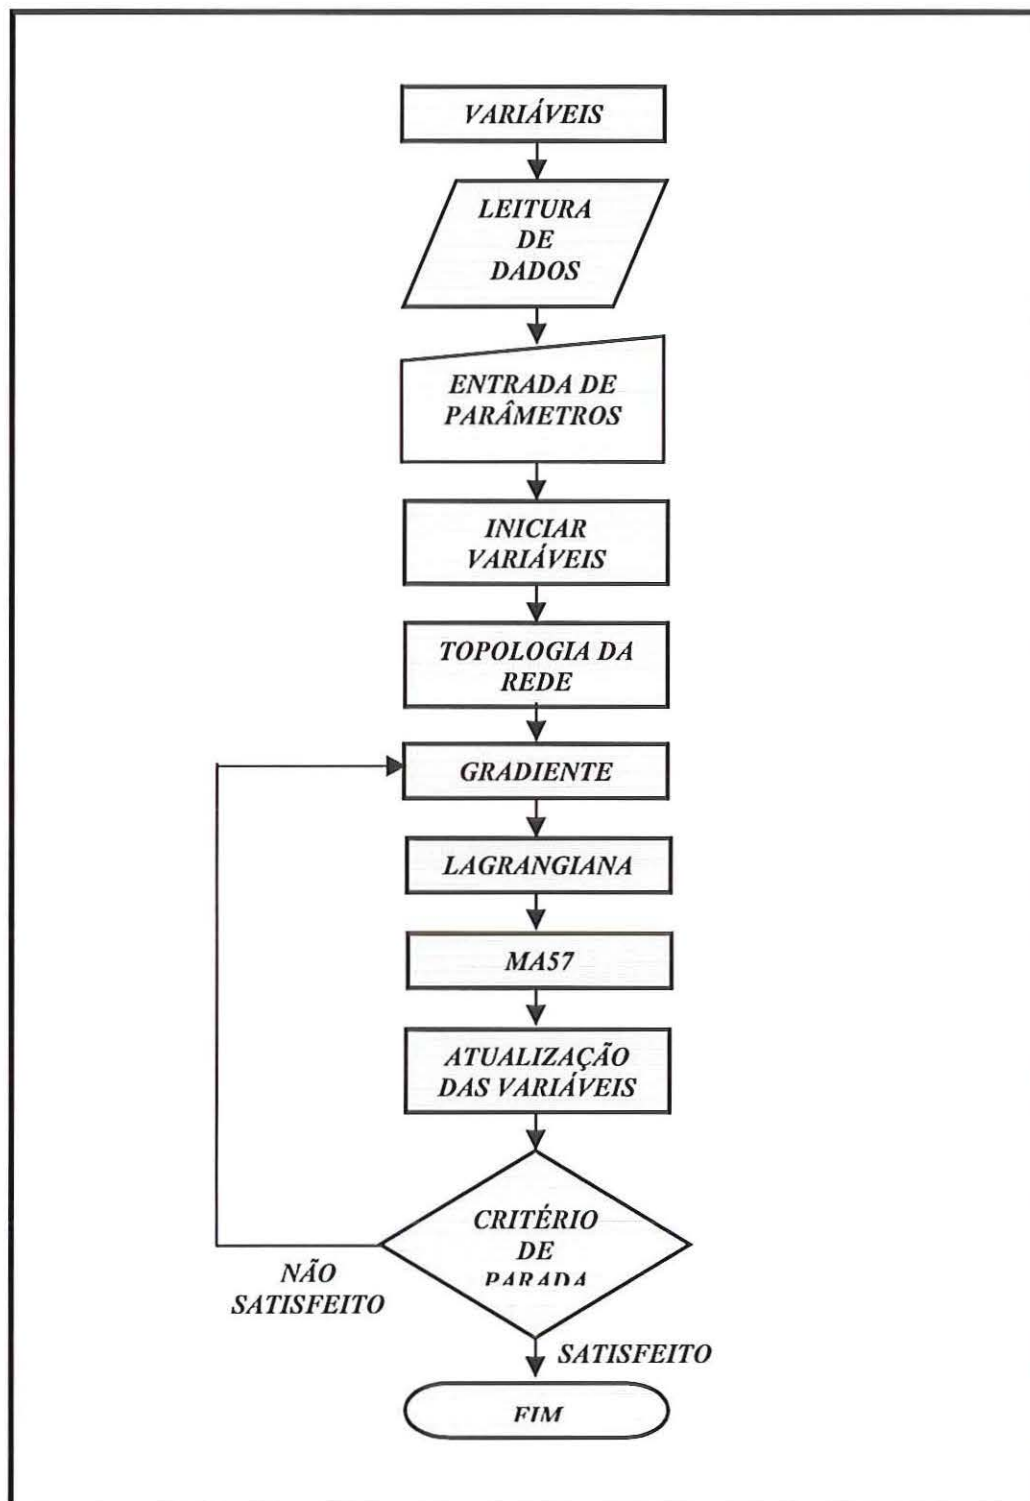 VARIÁVEIS
LEITURA
DE
DADOS
ENTRADA DE
PARÂMETROS
INICIAR
VARIÁVEIS
TOPOLOGIA DA
REDE
GRADIENTE
LAGRANGIANA
MA57
ATUALIZAÇÃO
DAS VARIÁVEIS
CRITÉRIO
DE
PARADA
NÃO
SATISFEITO
SATISFEITO
FIM